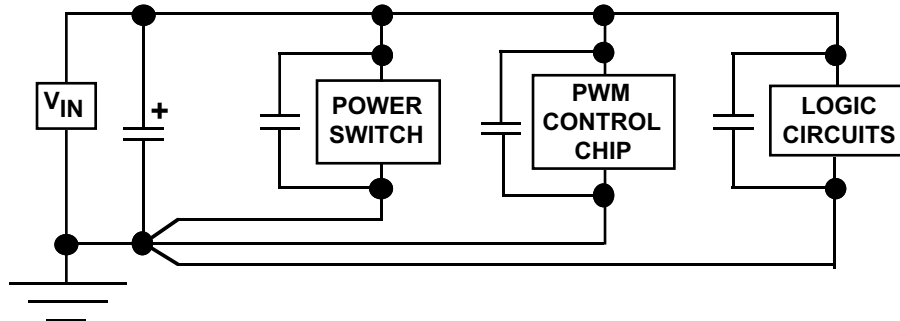 VIN
+
POWER
SWITCH
PWM
CONTROL
CHIP
LOGIC
CIRCUITS